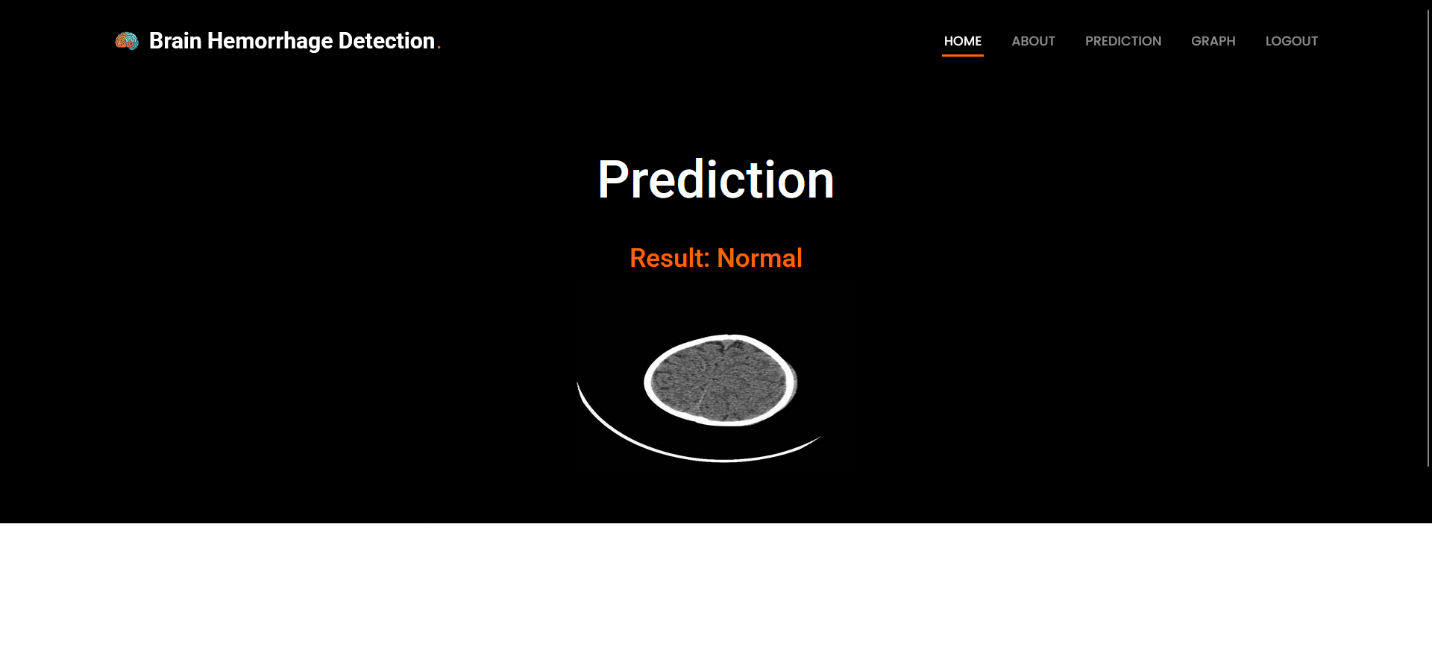 Brain Hemorrhage Detection.
HOME ABOUT PREDICTION GRAPH LOGOUT
Prediction
Result: Normal